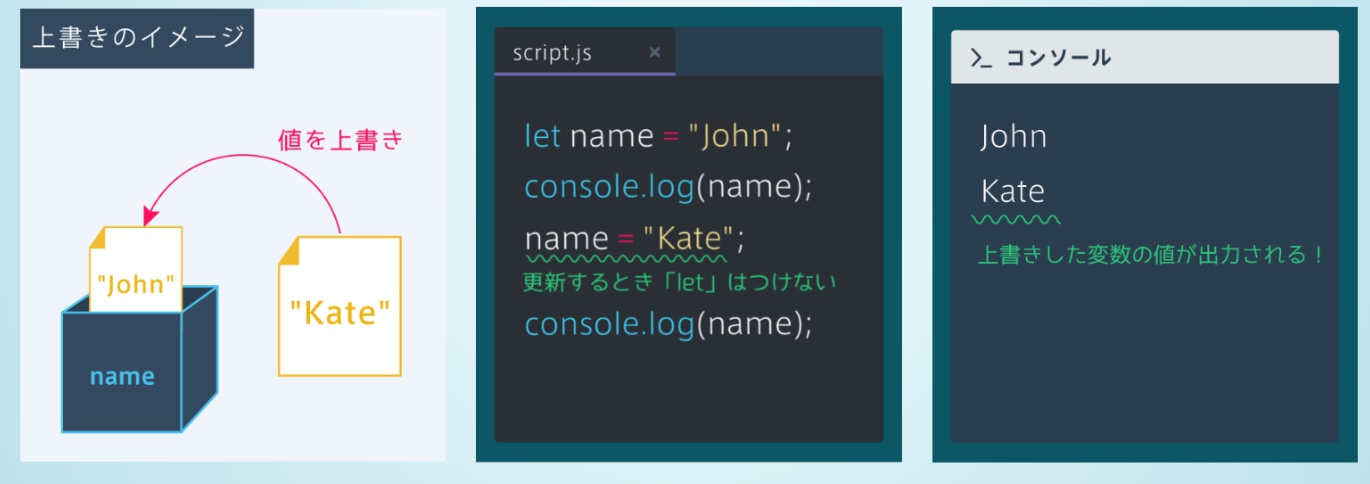 上書きのイメージ
値を上書き
"John"
"Kate"
name
script.js ×
let name = "John";
console.log(name);
name = "Kate";
更新するとき「let」はつけない
console.log(name);
>_ コンソール
John
Kate
上書きした変数の値が出力される！